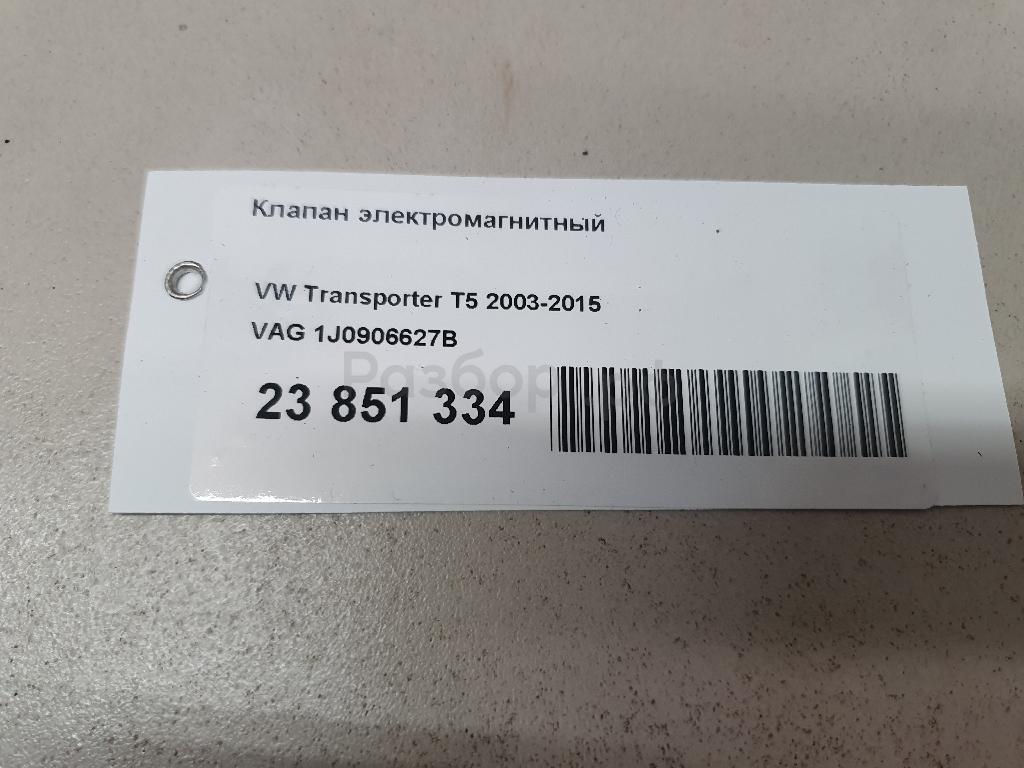 Клапан электромагнитный
VW Transporter T5 2003-2015
VAG 1J0906627B
23 851 334